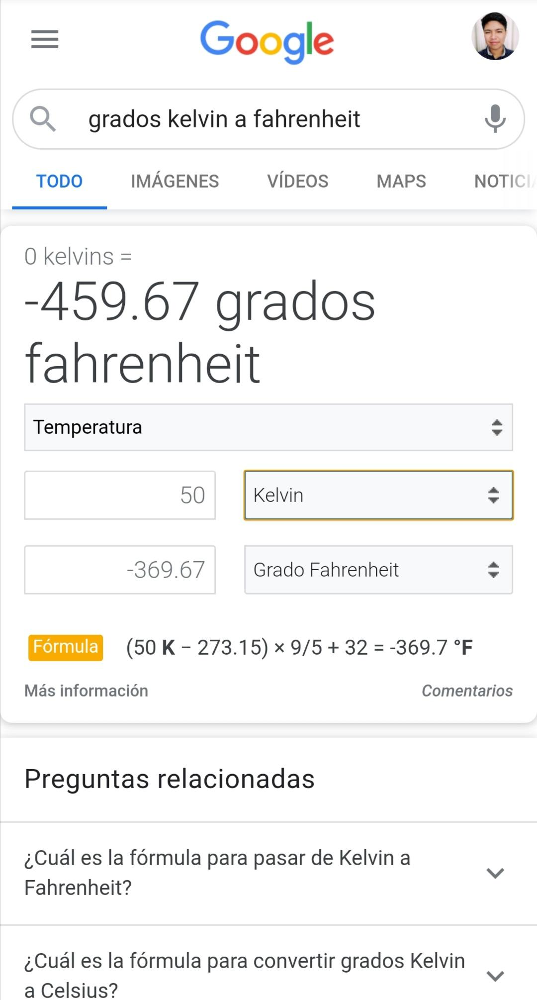 Google
grados kelvin a fahrenheit
TODO IMÁGENES VÍDEOS MAPS NOTICI
0 kelvins =
-459.67 grados
fahrenheit
Temperatura
50 Kelvin
-369.67 Grado Fahrenheit
Fórmula (50 K − 273.15) × 9/5 + 32 = -369.7 °F
Más información Comentarios
Preguntas relacionadas
¿Cuál es la fórmula para pasar de Kelvin a
Fahrenheit?
¿Cuál es la fórmula para convertir grados Kelvin
a Celsius?